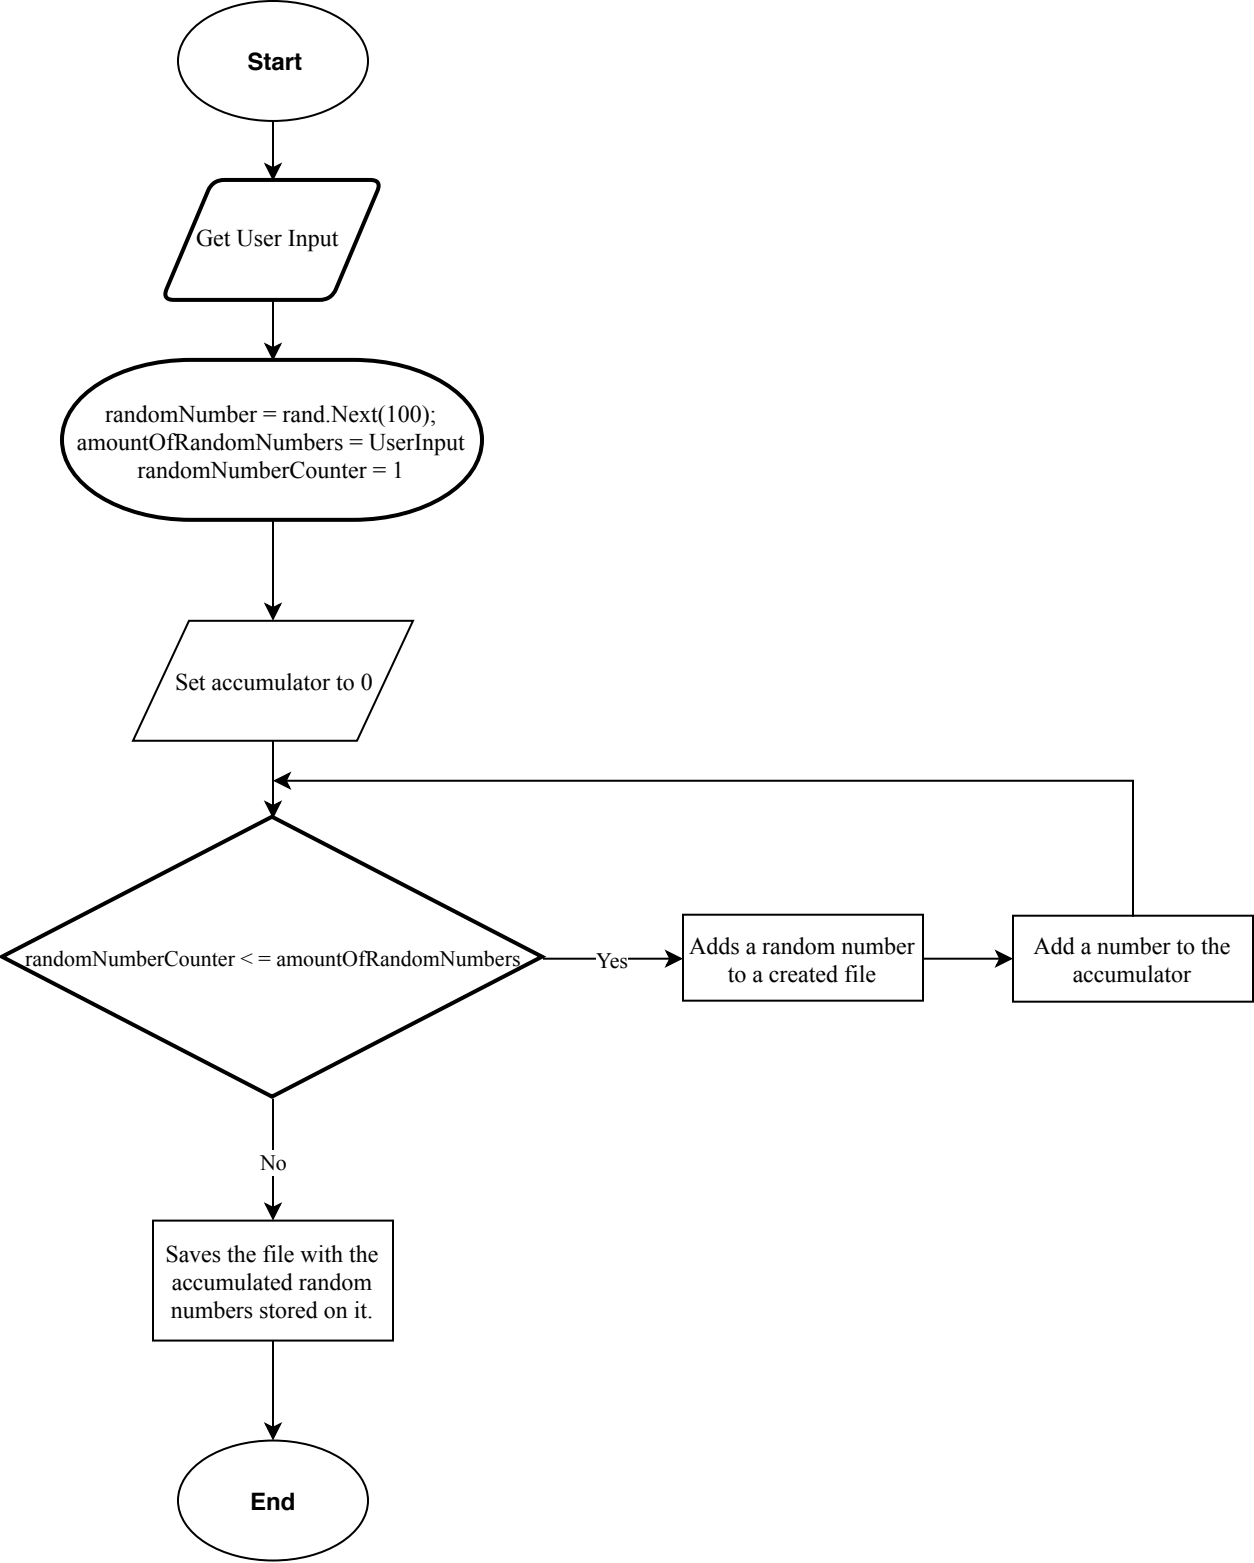 Start
Get User Input
randomNumber = rand.Next(100);
amountOfRandomNumbers = UserInput
randomNumberCounter = 1
Set accumulator to 0
randomNumberCounter < = amountOfRandomNumbers
Yes
Adds a random number
to a created file
Add a number to the
accumulator
No
Saves the file with the
accumulated random
numbers stored on it.
End